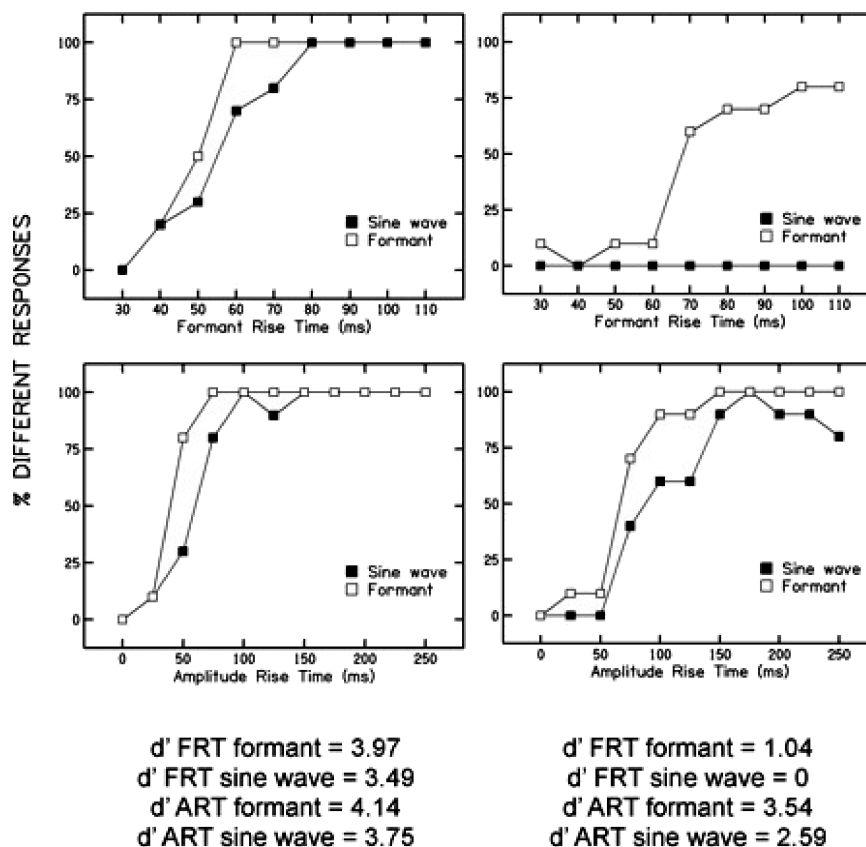 % DIFFERENT RESPONSES
100
75
50
25
0
■ Sine wave
□ Formant
30 40 50 60 70 80 90 100 110
Formant Rise Time (ms)
100
75
50
25
0
■ Sine wave
□ Formant
30 40 50 60 70 80 90 100 110
Formant Rise Time (ms)
100
75
50
25
0
■ Sine wave
□ Formant
0 50 100 150 200 250
Amplitude Rise Time (ms)
100
75
50
25
0
■ Sine wave
□ Formant
0 50 100 150 200 250
Amplitude Rise Time (ms)
d' FRT formant = 3.97
d' FRT sine wave = 3.49
d' ART formant = 4.14
d' ART sine wave = 3.75
d' FRT formant = 1.04
d' FRT sine wave = 0
d' ART formant = 3.54
d' ART sine wave = 2.59